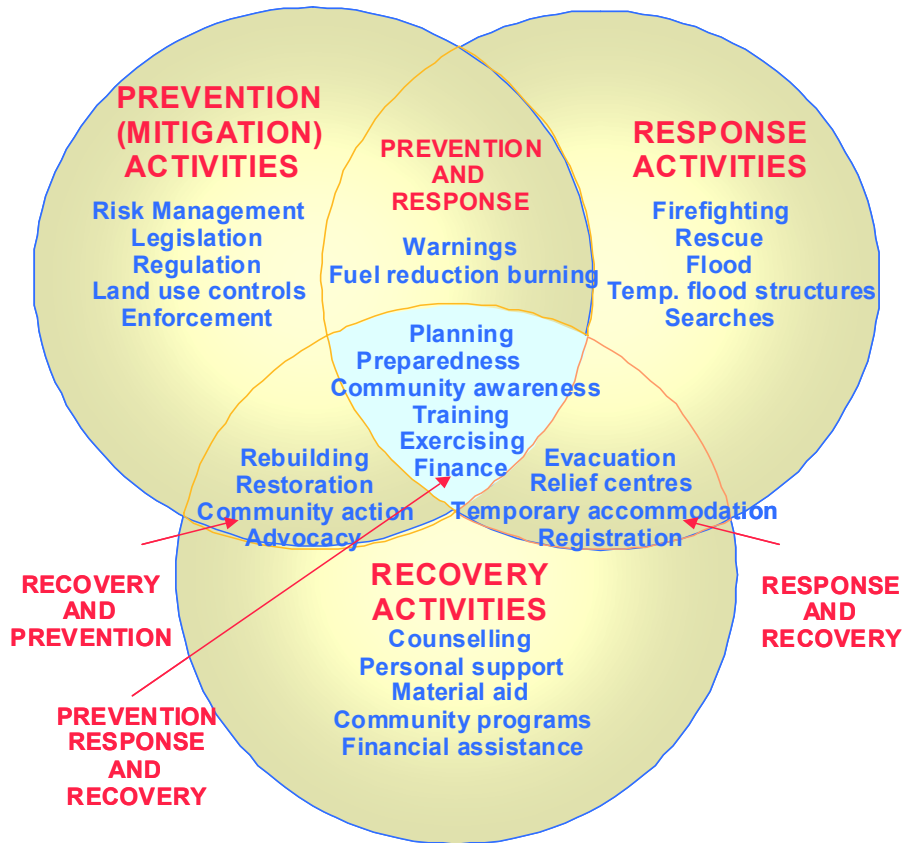 PREVENTION
(MITIGATION)
ACTIVITIES
Risk Management
Legislation
Regulation
Land use controls
Enforcement
PREVENTION
AND
RESPONSE
Warnings
Fuel reduction burning
RESPONSE
ACTIVITIES
Firefighting
Rescue
Flood
Temp. flood structures
Searches
Planning
Preparedness
Community awareness
Training
Exercising
Finance
Rebuilding
Restoration
Community action
Advocacy
Evacuation
Relief centres
Temporary accommodation
Registration
RECOVERY
AND
PREVENTION
RECOVERY
ACTIVITIES
Counselling
Personal support
Material aid
Community programs
Financial assistance
RESPONSE
AND
RECOVERY
PREVENTION
RESPONSE
AND
RECOVERY